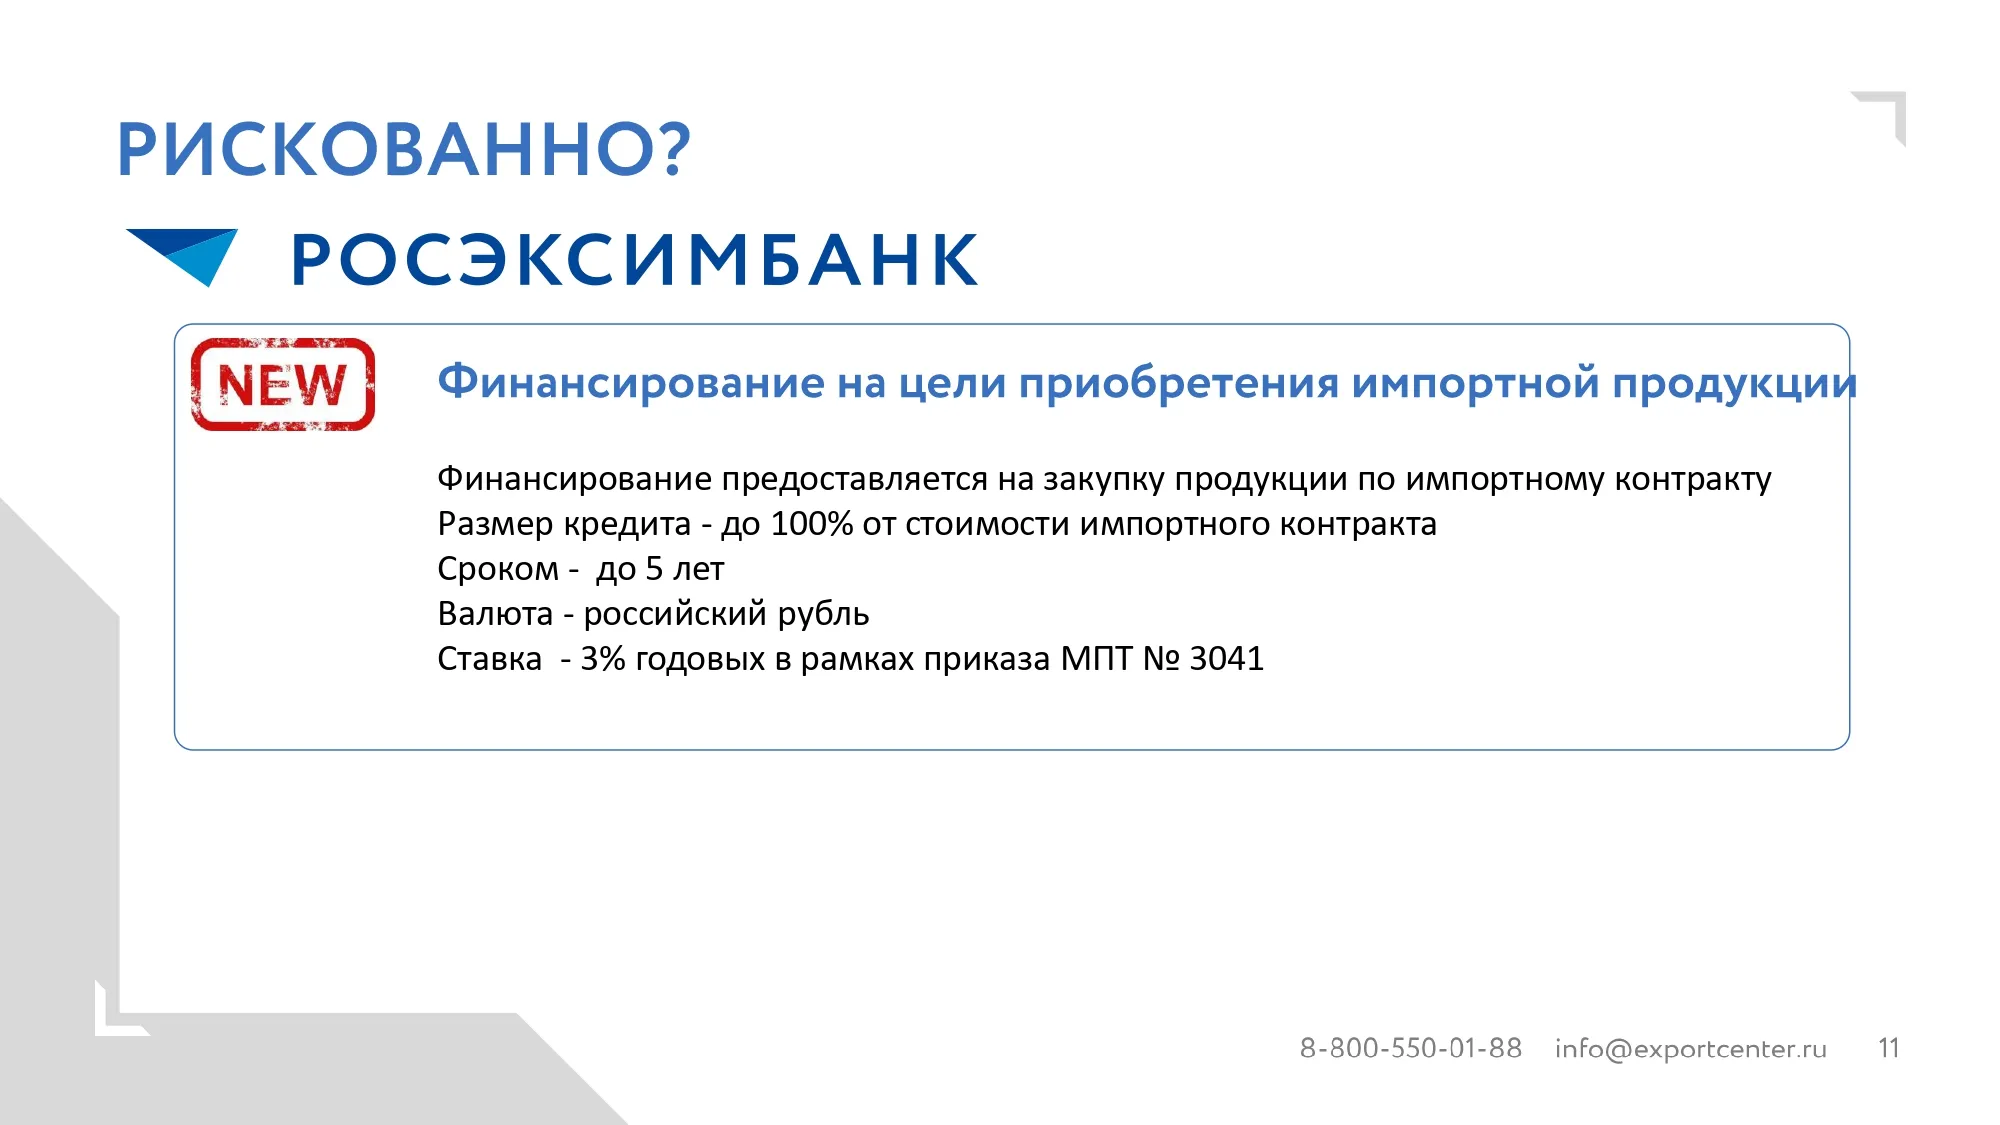 РИСКОВАННО?
РОСЭКСИМБАНК
NEW
Финансирование на цели приобретения импортной продукции
Финансирование предоставляется на закупку продукции по импортному контракту
Размер кредита - до 100% от стоимости импортного контракта
Сроком -  до 5 лет
Валюта - российский рубль
Ставка  - 3% годовых в рамках приказа МПТ № 3041
8-800-550-01-88 info@exportcenter.ru 11